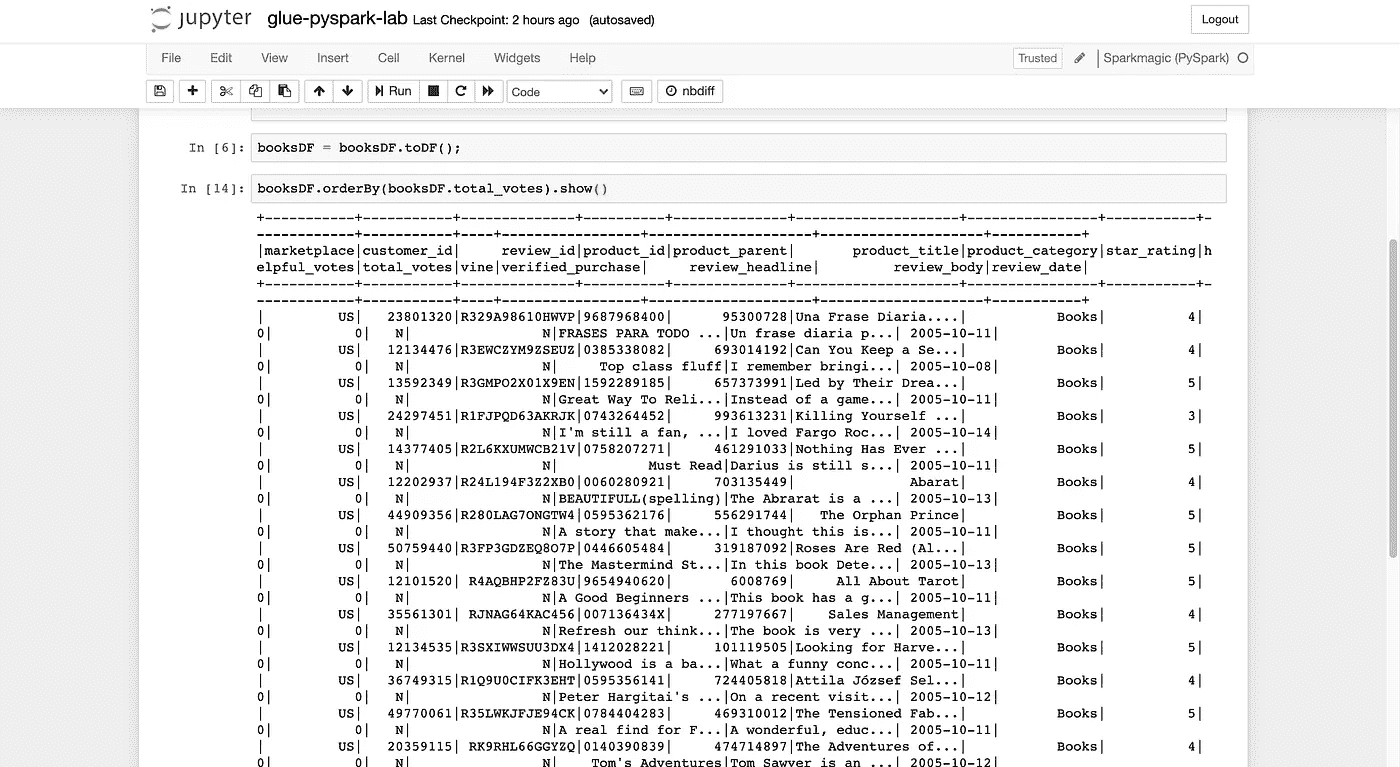 jupyter glue-pyspark-lab Last Checkpoint: 2 hours ago (autosaved) Logout
File Edit View Insert Cell Kernel Widgets Help Trusted Sparkmagic (PySpark)
Run Code nbdiff
In [6]: booksDF = booksDF.toDF();
In [14]: booksDF.orderBy(booksDF.total_votes).show()
+-----------+-----------+--------------+----------+--------------+--------------------+----------------+-----------+-
------------+-----------+----+-----------------+--------------------+--------------------+-----------+
|marketplace|customer_id|     review_id|product_id|product_parent|       product_title|product_category|star_rating|h
elpful_votes|total_votes|vine|verified_purchase|     review_headline|         review_body|review_date|
+-----------+-----------+--------------+----------+--------------+--------------------+----------------+-----------+-
------------+-----------+----+-----------------+--------------------+--------------------+-----------+
|         US|   23801320|R329A98610HWVP|9687968400|      95300728|Una Frase Diaria....|           Books|          4|
0|          0|   N|                N|FRASES PARA TODO ...|Un frase diaria p...| 2005-10-11|
|         US|   12134476|R3EWCZYM9ZSEUZ|0385338082|     693014192|Can You Keep a Se...|           Books|          4|
0|          0|   N|                N|     Top class fluff|I remember bringi...| 2005-10-08|
|         US|   13592349|R3GMPO2X01X9EN|1592289185|     657373991|Led by Their Drea...|           Books|          5|
0|          0|   N|                N|Great Way To Reli...|Instead of a game...| 2005-10-11|
|         US|   24297451|R1FJPQD63AKRJK|0743264452|     993613231|Killing Yourself ...|           Books|          3|
0|          0|   N|                N|I'm still a fan, ...|I loved Fargo Roc...| 2005-10-14|
|         US|   14377405|R2L6KXUMWCB21V|0758207271|     461291033|Nothing Has Ever ...|           Books|          5|
0|          0|   N|                N|           Must Read|Darius is still s...| 2005-10-11|
|         US|   12202937|R24L194F3Z2XB0|0060280921|     703135449|              Abarat|           Books|          4|
0|          0|   N|                N|BEAUTIFULL(spelling)|The Abrarat is a ...| 2005-10-13|
|         US|   44909356|R280LAG7ONGTW4|0595362176|     556291744|   The Orphan Prince|           Books|          5|
0|          0|   N|                N|A story that make...|I thought this is...| 2005-10-11|
|         US|   50759440|R3FP3GDZEQ8O7P|0446605484|     319187092|Roses Are Red (Al...|           Books|          5|
0|          0|   N|                N|The Mastermind St...|In this book Dete...| 2005-10-13|
|         US|   12101520| R4AQBHP2FZ83U|9654940620|       6008769|     All About Tarot|           Books|          5|
0|          0|   N|                N|A Good Beginners ...|This book has a g...| 2005-10-11|
|         US|   35561301| RJNAG64KAC456|007136434X|     277197667|    Sales Management|           Books|          4|
0|          0|   N|                N|Refresh our think...|The book is very ...| 2005-10-13|
|         US|   12134535|R3SXIWWSUU3DX4|1412028221|     101119505|Looking for Harve...|           Books|          5|
0|          0|   N|                N|Hollywood is a ba...|What a funny conc...| 2005-10-11|
|         US|   36749315|R1Q9U0CIFK3EHT|0595356141|     724405818|Attila József Sel...|           Books|          4|
0|          0|   N|                N|Peter Hargitai's ...|On a recent visit...| 2005-10-12|
|         US|   49770061|R35LWKJFJE94CK|0784404283|     469310012|The Tensioned Fab...|           Books|          5|
0|          0|   N|                N|A real find for F...|A wonderful, educ...| 2005-10-11|
|         US|   20359115| RK9RHL66GGYZQ|0140390839|     474714897|The Adventures of...|           Books|          4|
0|          0|   N|                N|    Tom's Adventures|Tom Sawyer is an ...| 2005-10-12|